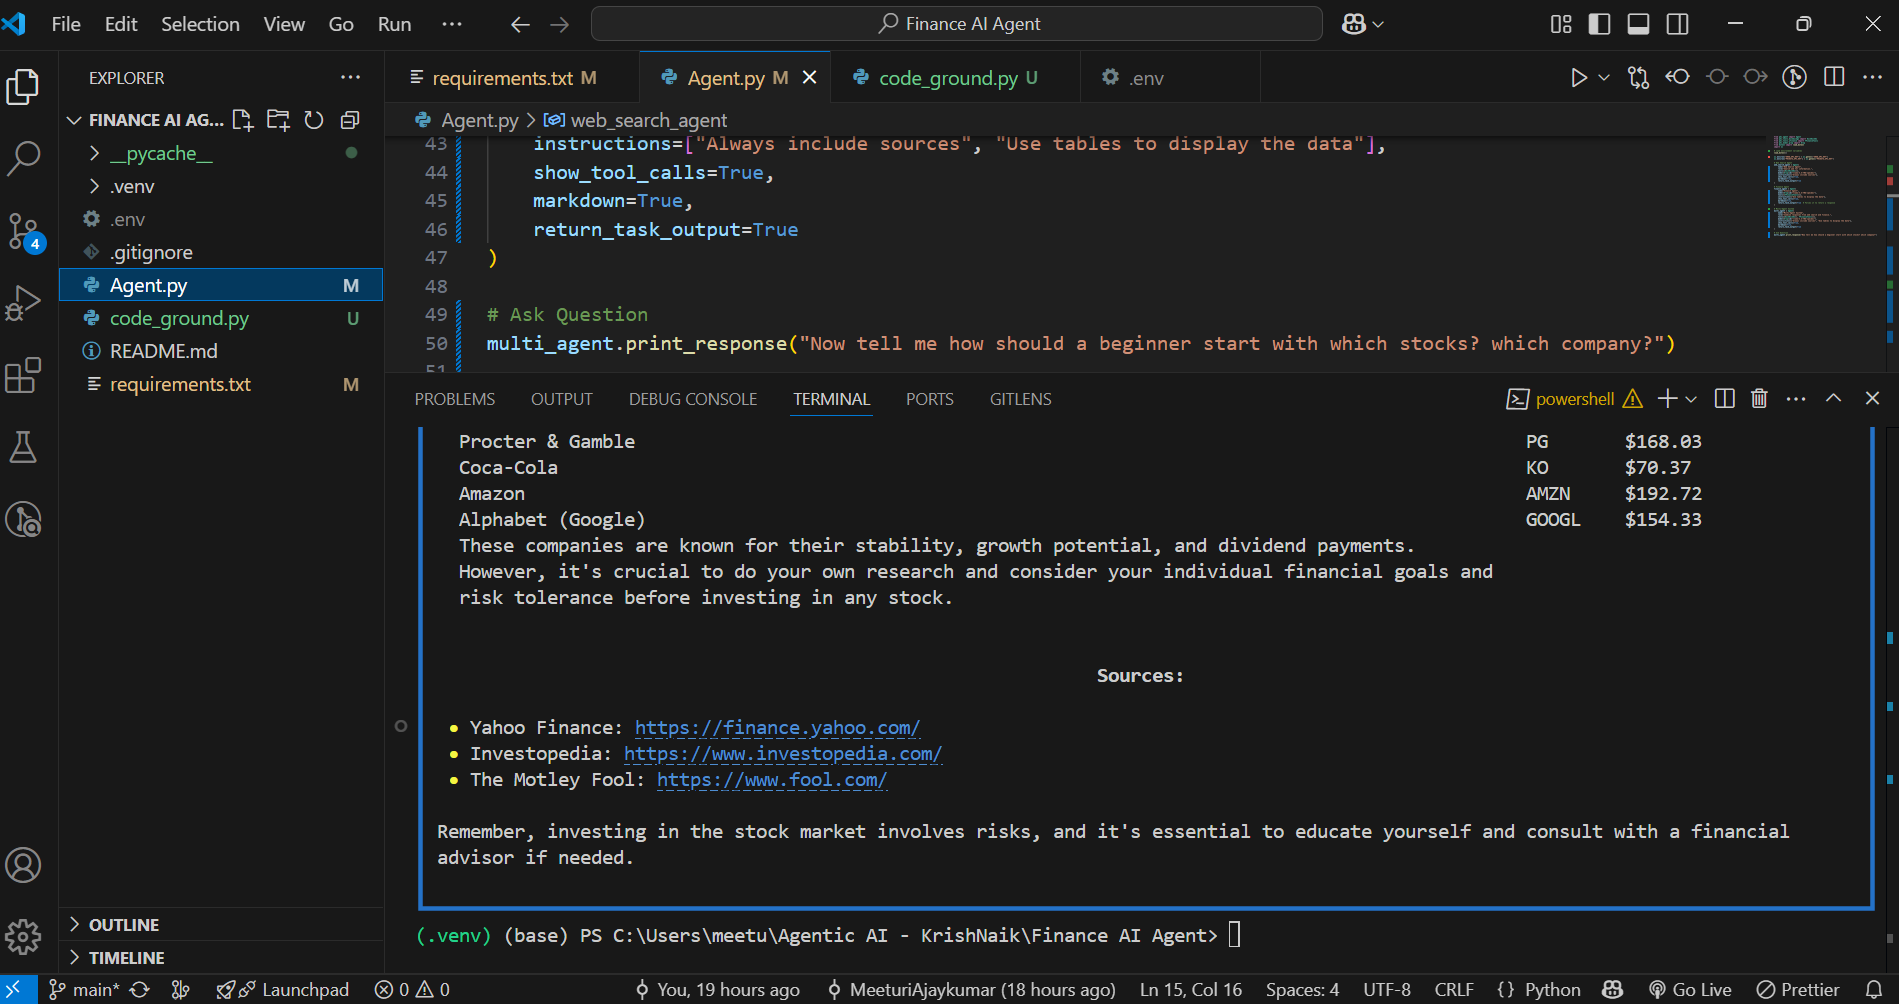 File Edit Selection View Go Run ··· Finance AI Agent
EXPLORER ···
FINANCE AI AG...
__pycache__
.venv
.env
.gitignore
Agent.py M
code_ground.py U
README.md
requirements.txt M
OUTLINE
TIMELINE
4
requirements.txt M Agent.py M code_ground.py U .env
Agent.py > web_search_agent
43 instructions=["Always include sources", "Use tables to display the data"],
44 show_tool_calls=True,
45 markdown=True,
46 return_task_output=True
47 )
48
49 # Ask Question
50 multi_agent.print_response("Now tell me how should a beginner start with which stocks? which company?")
51
PROBLEMS OUTPUT DEBUG CONSOLE TERMINAL PORTS GITLENS powershell
Procter & Gamble PG $168.03
Coca-Cola KO $70.37
Amazon AMZN $192.72
Alphabet (Google) GOOGL $154.33
These companies are known for their stability, growth potential, and dividend payments.
However, it's crucial to do your own research and consider your individual financial goals and
risk tolerance before investing in any stock.
Sources:
• Yahoo Finance: https://finance.yahoo.com/
• Investopedia: https://www.investopedia.com/
• The Motley Fool: https://www.fool.com/
Remember, investing in the stock market involves risks, and it's essential to educate yourself and consult with a financial
advisor if needed.
(.venv) (base) PS C:\Users\meetu\Agentic AI - KrishNaik\Finance AI Agent>
main* Launchpad 0 0 You, 19 hours ago MeeturiAjaykumar (18 hours ago) Ln 15, Col 16 Spaces: 4 UTF-8 CRLF {} Python Go Live Prettier